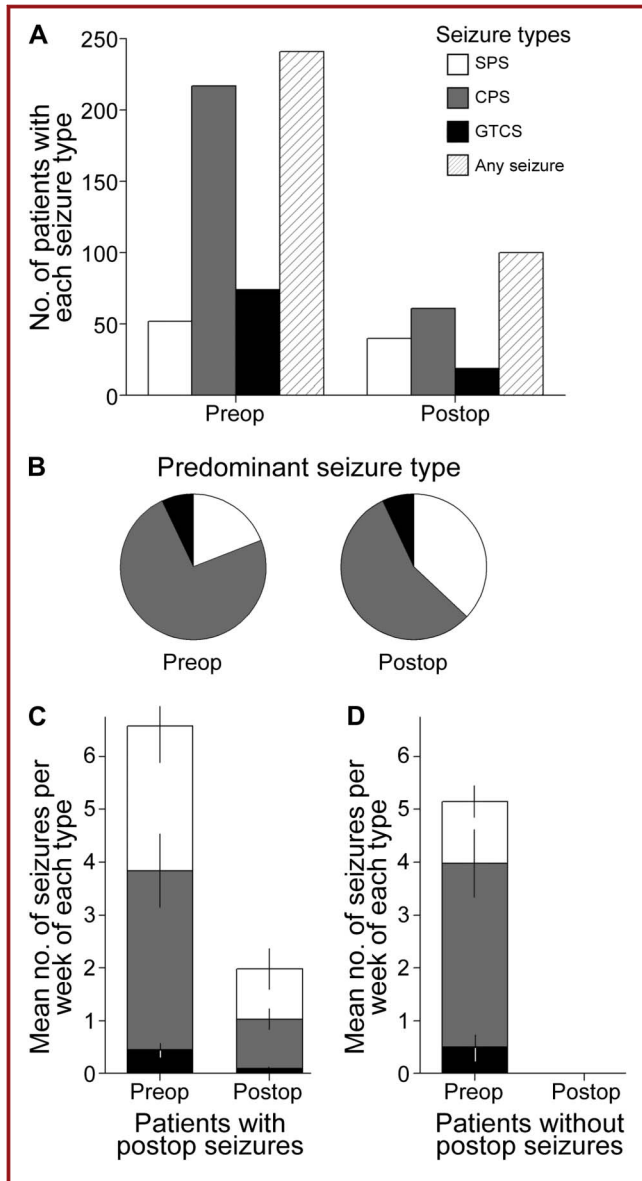 A
Seizure types
SPS
CPS
GTCS
Any seizure
No. of patients with
each seizure type
250
200
150
100
50
0
Preop
Postop
B
Predominant seizure type
Preop
Postop
C
Mean no. of seizures per
week of each type
6
5
4
3
2
1
0
Preop
Postop
Patients with
postop seizures
D
Mean no. of seizures per
week of each type
6
5
4
3
2
1
0
Preop
Postop
Patients without
postop seizures